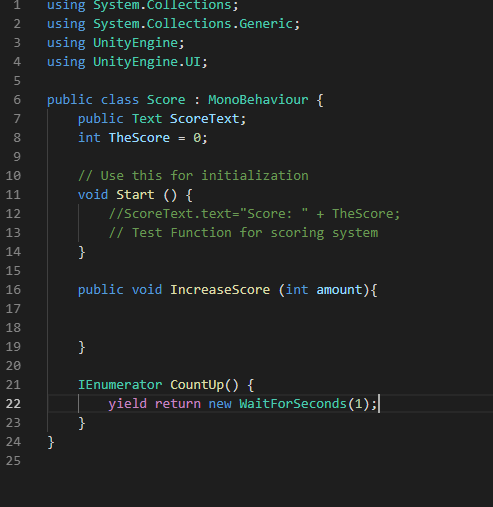 1 using System.Collections;
2 using System.Collections.Generic;
3 using UnityEngine;
4 using UnityEngine.UI;
5
6 public class Score : MonoBehaviour {
7 public Text ScoreText;
8 int TheScore = 0;
9
10 // Use this for initialization
11 void Start () {
12 //ScoreText.text="Score: " + TheScore;
13 // Test Function for scoring system
14 }
15
16 public void IncreaseScore (int amount){
17
18
19 }
20
21 IEnumerator CountUp() {
22 yield return new WaitForSeconds(1);
23 }
24 }
25